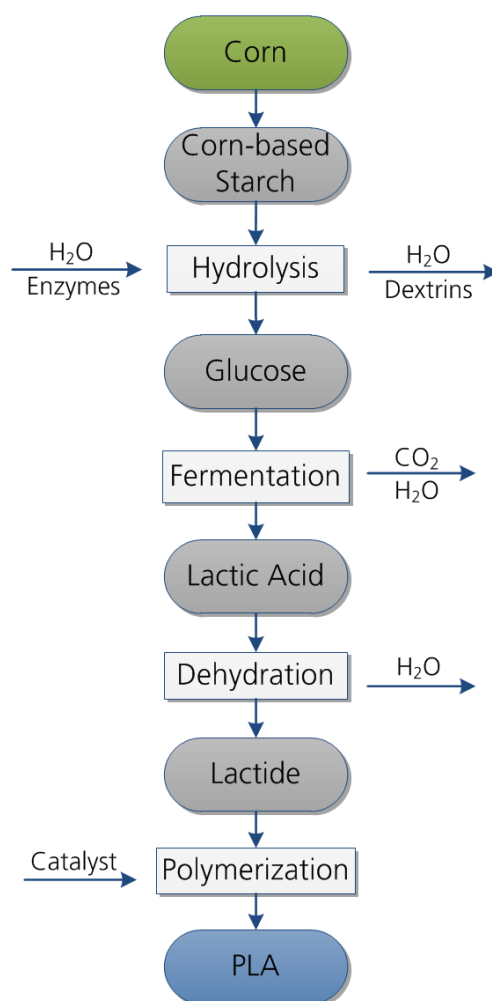 Corn
Corn-based
Starch
H₂O
Enzymes
Hydrolysis
H₂O
Dextrins
Glucose
Fermentation
CO₂
H₂O
Lactic Acid
Dehydration
H₂O
Lactide
Catalyst
Polymerization
PLA